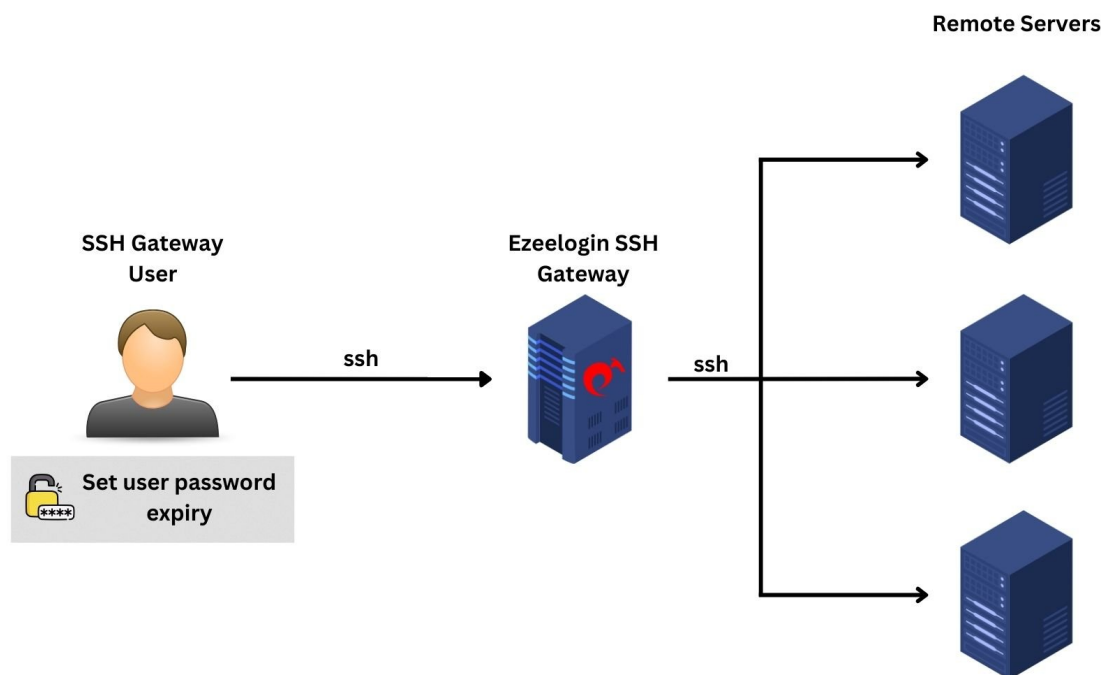 Remote Servers
SSH Gateway
User
Ezeelogin SSH
Gateway
ssh
ssh
Set user password
expiry
****